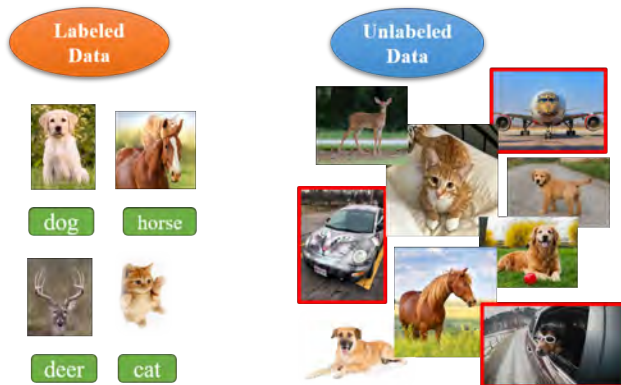 Labeled
Data
Unlabeled
Data
dog
horse
deer
cat